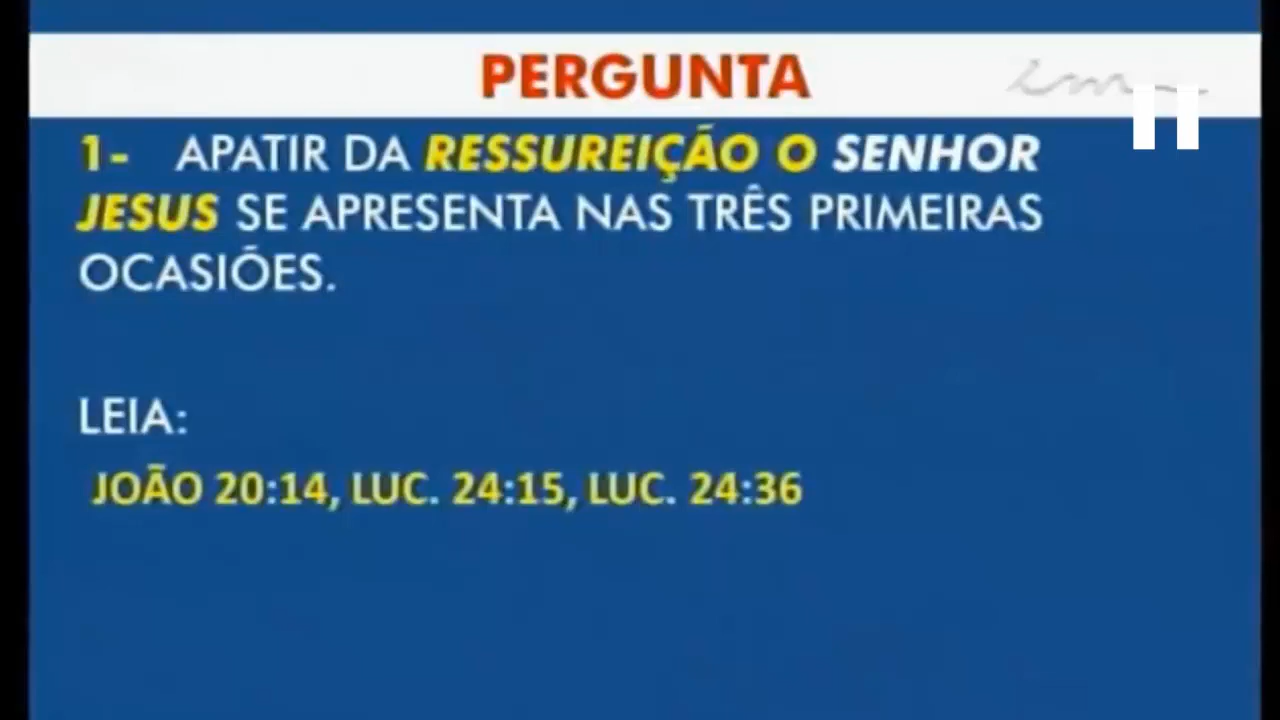 PERGUNTA
1- APATIR DA RESSUREIÇÃO O SENHOR
JESUS SE APRESENTA NAS TRÊS PRIMEIRAS
OCASIÕES.
LEIA:
JOÃO 20:14, LUC. 24:15, LUC. 24:36